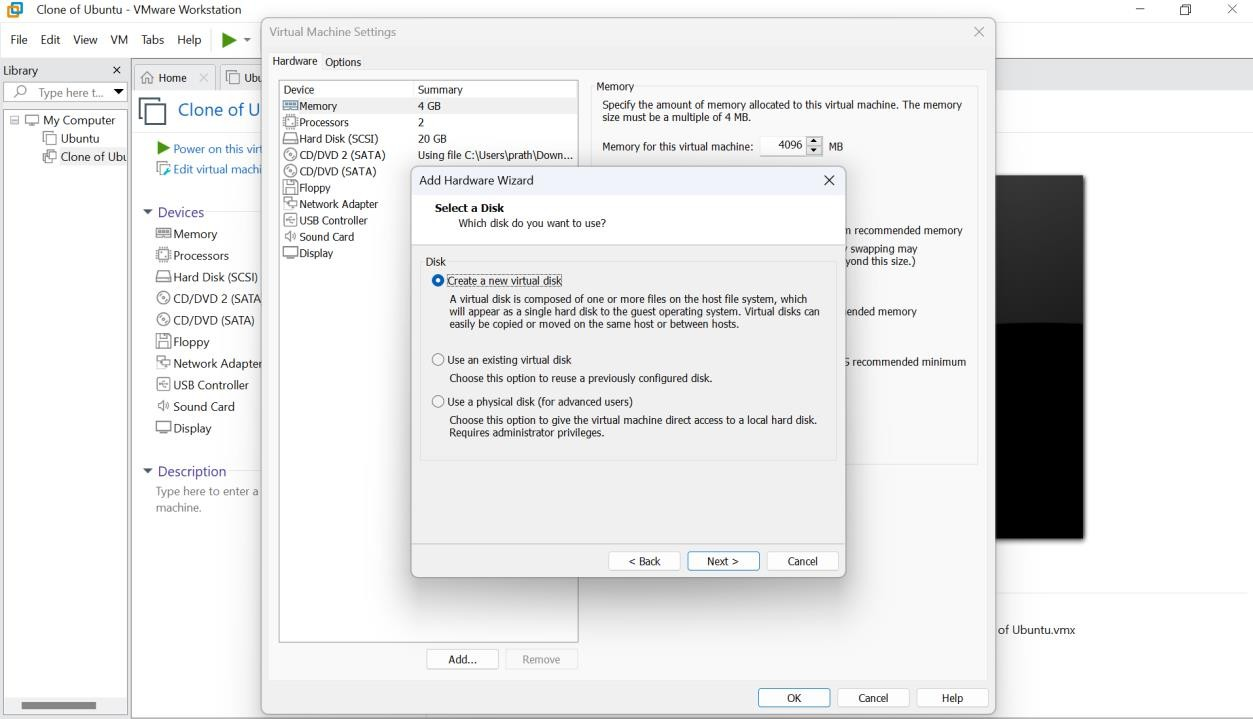 Clone of Ubuntu - VMware Workstation
File Edit View VM Tabs Help
Library
Type here t...
My Computer
Ubuntu
Clone of Ubu
Home
Ubu
Clone of U
Power on this virt
Edit virtual machi
Devices
Memory
Processors
Hard Disk (SCSI)
CD/DVD 2 (SATA
CD/DVD (SATA)
Floppy
Network Adapter
USB Controller
Sound Card
Display
Description
Type here to enter a
machine.
Virtual Machine Settings
Hardware Options
Device Summary
Memory 4 GB
Processors 2
Hard Disk (SCSI) 20 GB
CD/DVD 2 (SATA) Using file C:\Users\prath\Down...
CD/DVD (SATA)
Floppy
Network Adapter
USB Controller
Sound Card
Display
Memory
Specify the amount of memory allocated to this virtual machine. The memory
size must be a multiple of 4 MB.
Memory for this virtual machine: 4096 MB
m recommended memory
swapping may
yond this size.)
ended memory
S recommended minimum
Add Hardware Wizard
Select a Disk
Which disk do you want to use?
Disk
Create a new virtual disk
A virtual disk is composed of one or more files on the host file system, which
will appear as a single hard disk to the guest operating system. Virtual disks can
easily be copied or moved on the same host or between hosts.
Use an existing virtual disk
Choose this option to reuse a previously configured disk.
Use a physical disk (for advanced users)
Choose this option to give the virtual machine direct access to a local hard disk.
Requires administrator privileges.
< Back Next > Cancel
Add... Remove
OK Cancel Help
of Ubuntu.vmx